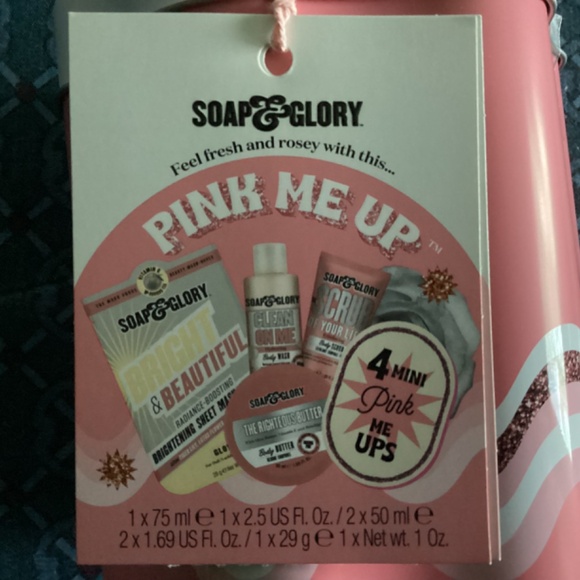 SOAP & GLORY™
Feel fresh and rosey with this...
PINK ME UP™
SOAP & GLORY
BRIGHT
& BEAUTIFUL
RADIANCE-BOOSTING
BRIGHTENING SHEET MASK
SOAP & GLORY
CLEAN
ON ME
Body WASH
SOAP & GLORY
SCRUB
YOUR
Body SCRUB
SOAP & GLORY
THE RIGHTEOUS BUTTER
Body BUTTER
4 MINI
Pink
ME
UPS
1 x 75 ml ℮ 1 x 2.5 US Fl. Oz. / 2 x 50 ml ℮
2 x 1.69 US Fl. Oz. / 1 x 29 g ℮ 1 x Net wt. 1 Oz.